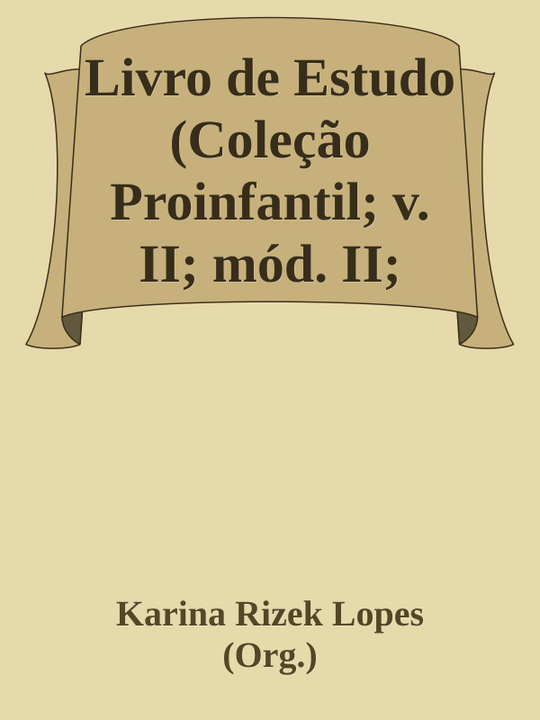 Livro de Estudo
(Coleção
Proinfantil; v.
II; mód. II;
Karina Rizek Lopes
(Org.)